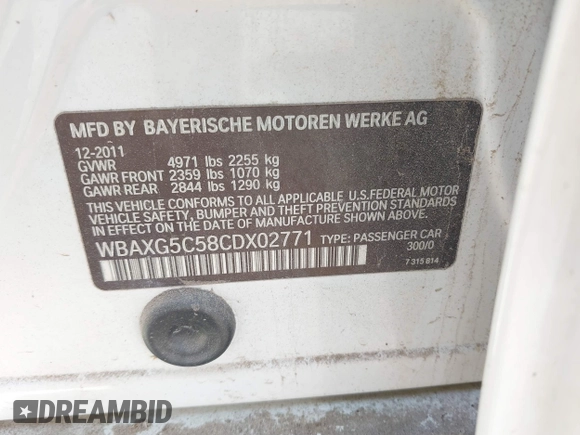 MFD BY BAYERISCHE MOTOREN WERKE AG
12-2011
GVWR 4971 lbs 2255 kg
GAWR FRONT 2359 lbs 1070 kg
GAWR REAR 2844 lbs 1290 kg
THIS VEHICLE CONFORMS TO ALL APPLICABLE U.S.FEDERAL MOTOR
VEHICLE SAFETY, BUMPER AND THEFT PREVENTION STANDARDS
IN EFFECT ON THE DATE OF MANUFACTURE SHOWN ABOVE.
WBAXG5C58CDX02771 TYPE: PASSENGER CAR
300/0
7 315 814
DREAMBID